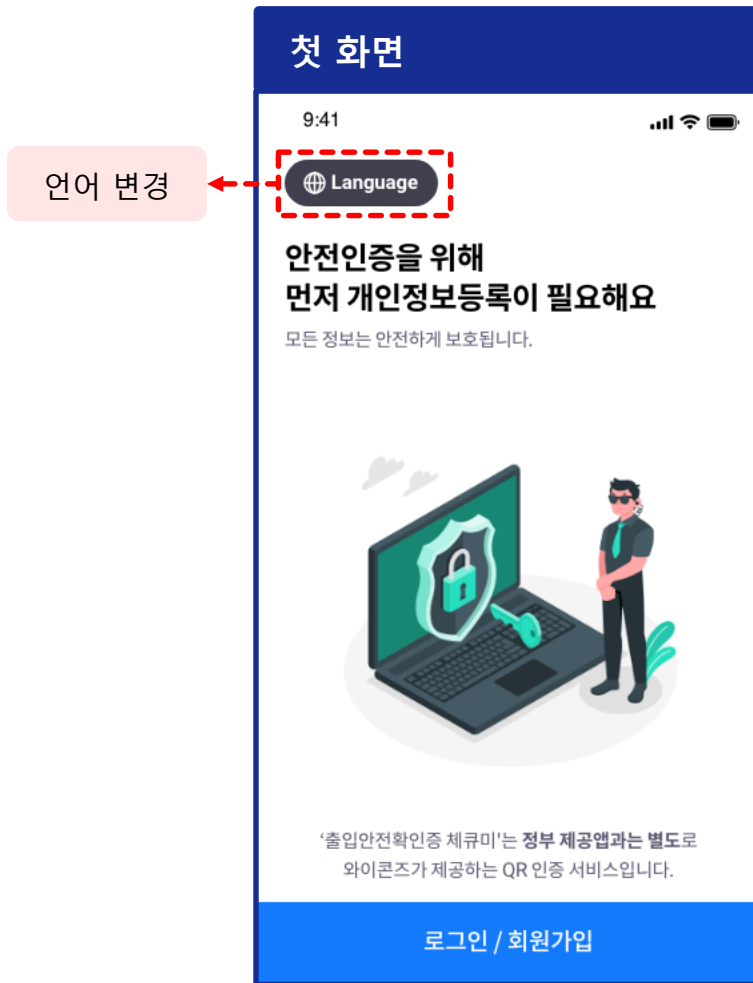 첫 화면
9:41
언어 변경
Language
안전인증을 위해
먼저 개인정보등록이 필요해요
모든 정보는 안전하게 보호됩니다.
‘출입안전확인증 체큐미'는 정부 제공앱과는 별도로
와이콘즈가 제공하는 QR 인증 서비스입니다.
로그인 / 회원가입